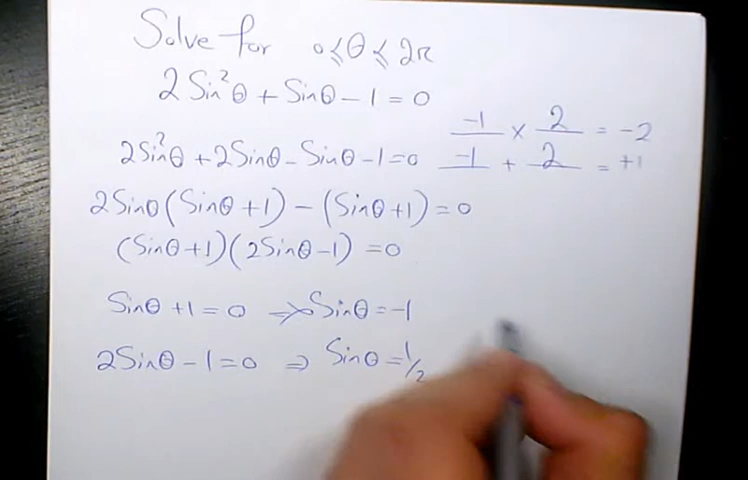 Solve for 0≤θ≤2π
2Sin²θ + Sinθ - 1 = 0
-1 × 2 = -2
2Sin²θ + 2Sinθ - Sinθ - 1 = 0
-1 + 2 = +1
2Sinθ(Sinθ + 1) - (Sinθ + 1) = 0
(Sinθ + 1)(2Sinθ - 1) = 0
Sinθ + 1 = 0 ⇒ Sinθ = -1
2Sinθ - 1 = 0 ⇒ Sinθ = 1/2